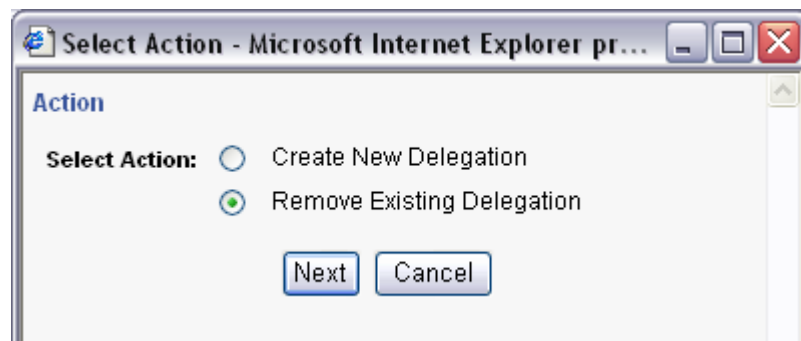 Select Action - Microsoft Internet Explorer pr...
Action
Select Action: Create New Delegation
Remove Existing Delegation
Next Cancel